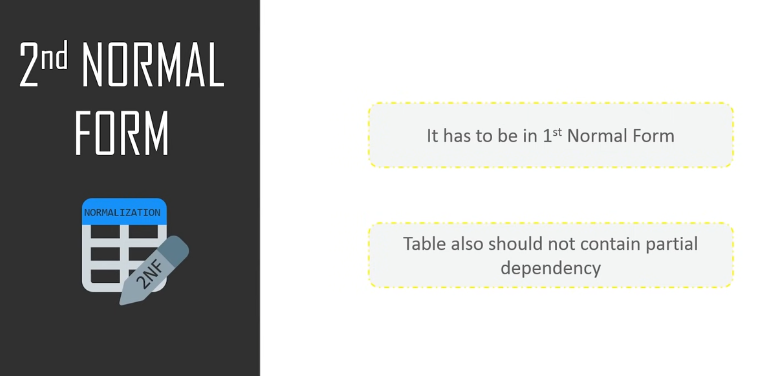 2nd NORMAL
FORM
NORMALIZATION
2NF
It has to be in 1st Normal Form
Table also should not contain partial
dependency